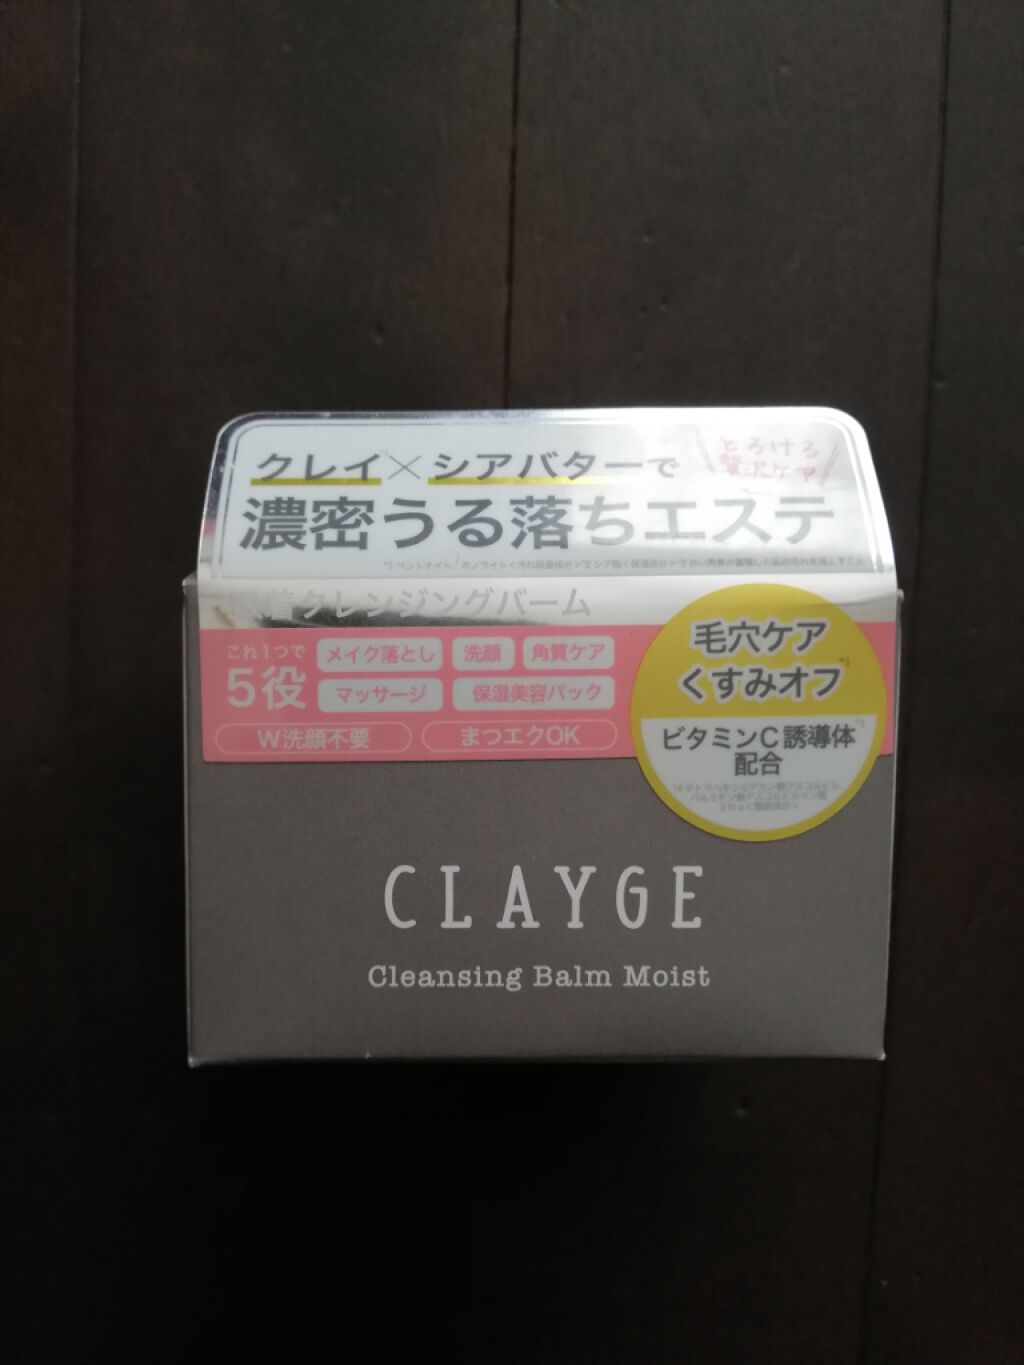 とろける
贅沢ケア
クレイ×シアバターで
濃密うる落ちエステ
クレンジングバーム
これ1つで
5役
メイク落とし
洗顔
角質ケア
マッサージ
保湿美容パック
W洗顔不要
まつエクOK
毛穴ケア
くすみオフ
ビタミンC誘導体
配合
CLAYGE
Cleansing Balm Moist